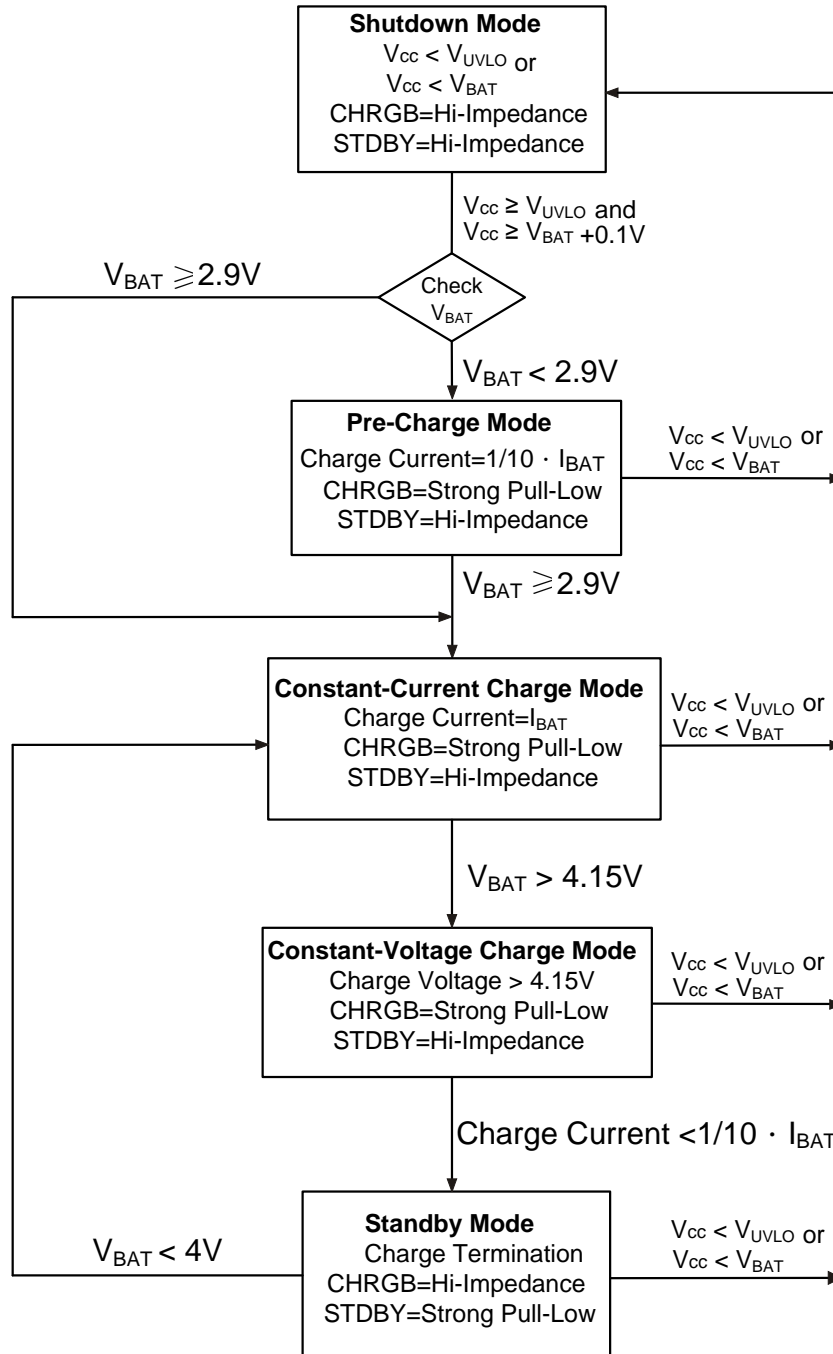 Shutdown Mode
Vcc < VUVLO or
Vcc < VBAT
CHRGB=Hi-Impedance
STDBY=Hi-Impedance
Vcc ≥ VUVLO and
Vcc ≥ VBAT +0.1V
VBAT ⩾2.9V
Check
VBAT
VBAT < 2.9V
Pre-Charge Mode
Charge Current=1/10 · IBAT
CHRGB=Strong Pull-Low
STDBY=Hi-Impedance
Vcc < VUVLO or
Vcc < VBAT
VBAT ⩾2.9V
Constant-Current Charge Mode
Charge Current=IBAT
CHRGB=Strong Pull-Low
STDBY=Hi-Impedance
Vcc < VUVLO or
Vcc < VBAT
VBAT > 4.15V
Constant-Voltage Charge Mode
Charge Voltage > 4.15V
CHRGB=Strong Pull-Low
STDBY=Hi-Impedance
Vcc < VUVLO or
Vcc < VBAT
Charge Current <1/10 · IBAT
Standby Mode
Charge Termination
CHRGB=Hi-Impedance
STDBY=Strong Pull-Low
VBAT < 4V
Vcc < VUVLO or
Vcc < VBAT